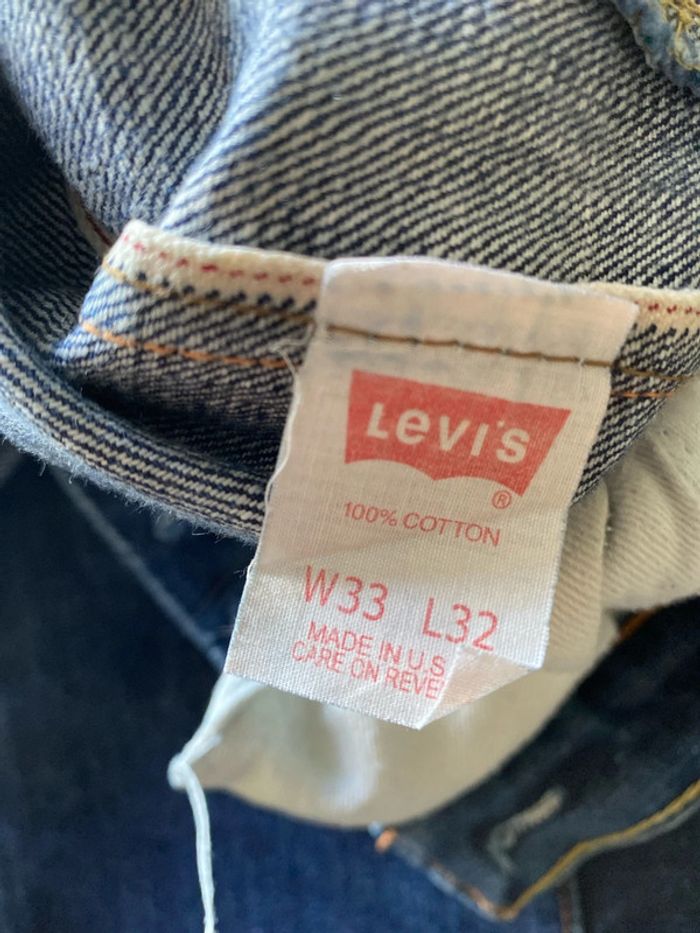 Levi's
®
100% COTTON
W33 L32
MADE IN U.S
CARE ON REVE